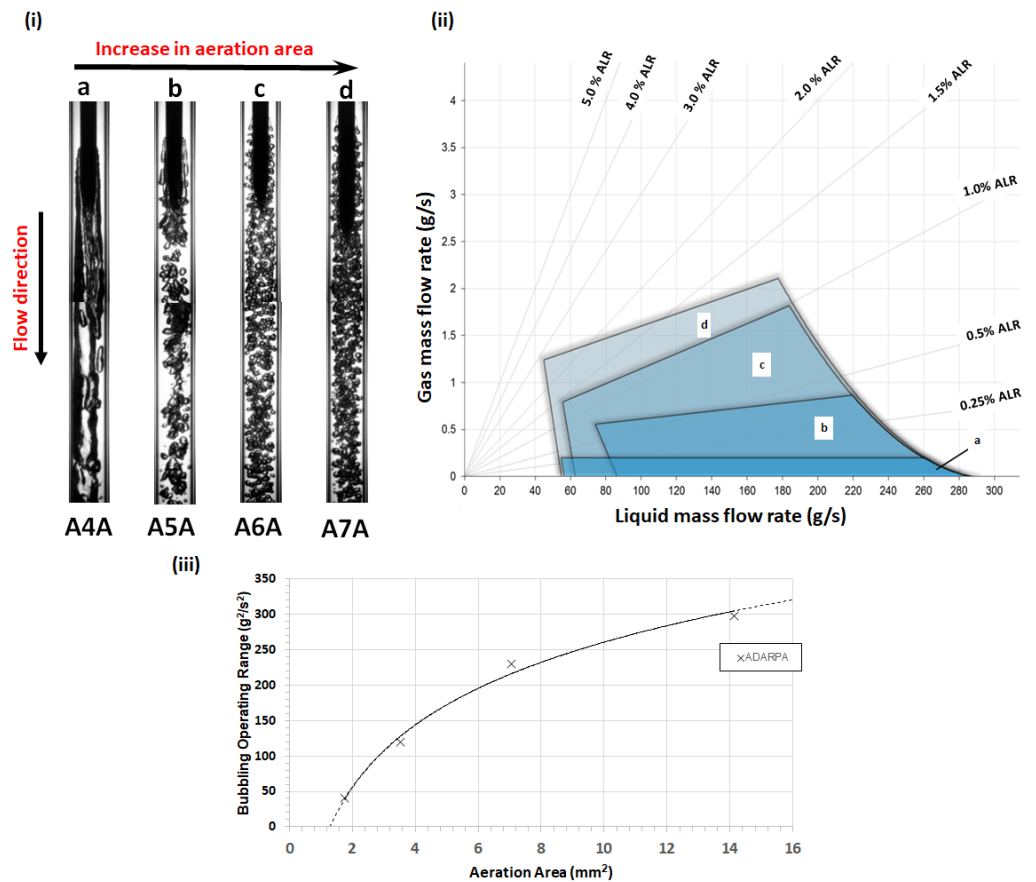 (i)
Increase in aeration area
a b c d
Flow direction
A4A A5A A6A A7A
(ii)
5.0 % ALR
4.0 % ALR
3.0 % ALR
2.0 % ALR
1.5% ALR
1.0% ALR
0.5% ALR
0.25% ALR
Gas mass flow rate (g/s)
4
3.5
3
2.5
2
1.5
1
0.5
0
d
c
b
a
0 20 40 60 80 100 120 140 160 180 200 220 240 260 280 300
Liquid mass flow rate (g/s)
(iii)
Bubbling Operating Range (g²/s²)
350
300
250
200
150
100
50
0
ADARPA
0 2 4 6 8 10 12 14 16
Aeration Area (mm²)